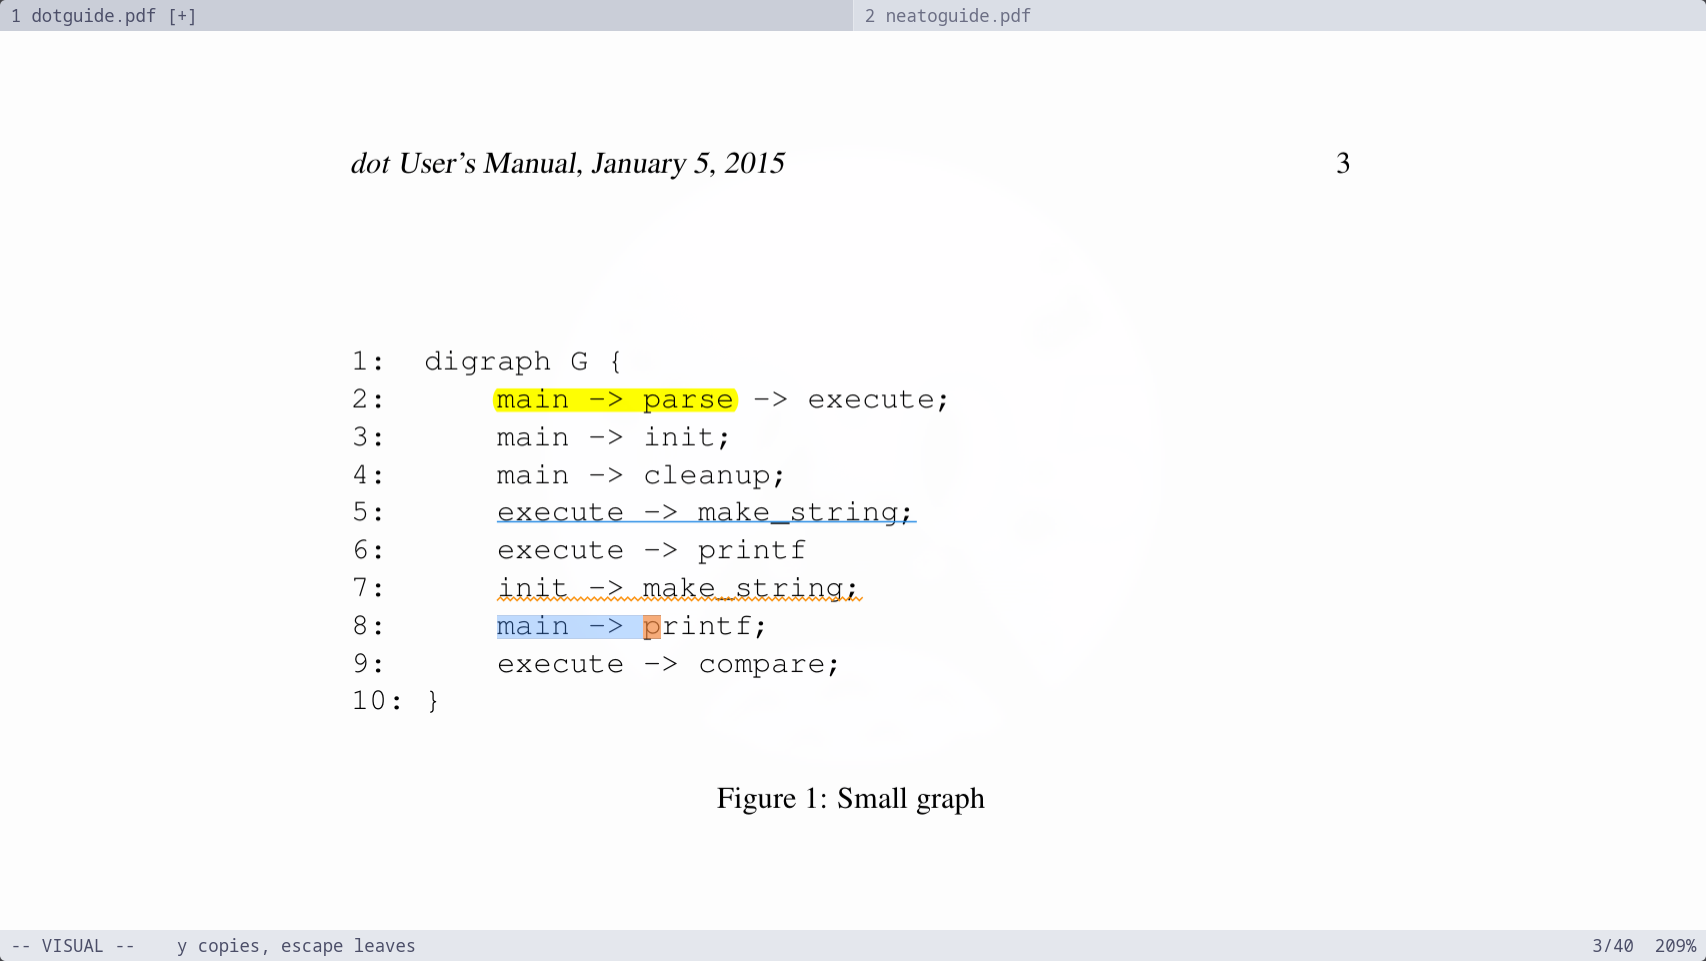 1 dotguide.pdf [+]
2 neatoguide.pdf
dot User's Manual, January 5, 2015 3
1: digraph G {
2: main -> parse -> execute;
3: main -> init;
4: main -> cleanup;
5: execute -> make_string;
6: execute -> printf
7: init -> make_string;
8: main -> printf;
9: execute -> compare;
10: }
Figure 1: Small graph
-- VISUAL -- y copies, escape leaves 3/40 209%